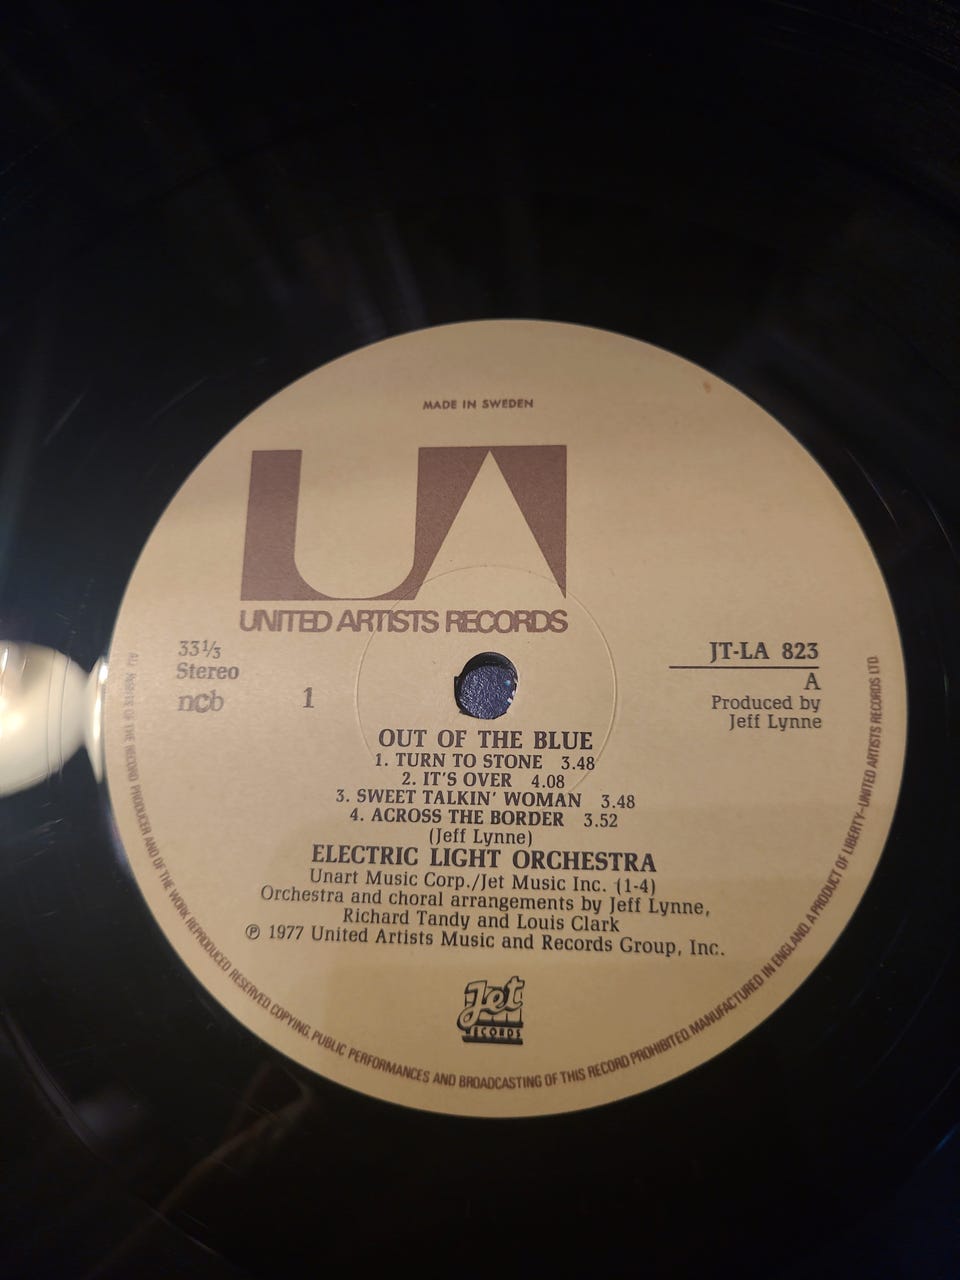 MADE IN SWEDEN
UA
UNITED ARTISTS RECORDS
33⅓
Stereo
ncb
1
JT-LA 823
A
Produced by
Jeff Lynne
OUT OF THE BLUE
1. TURN TO STONE 3.48
2. IT'S OVER 4.08
3. SWEET TALKIN' WOMAN 3.48
4. ACROSS THE BORDER 3.52
(Jeff Lynne)
ELECTRIC LIGHT ORCHESTRA
Unart Music Corp./Jet Music Inc. (1-4)
Orchestra and choral arrangements by Jeff Lynne,
Richard Tandy and Louis Clark
℗ 1977 United Artists Music and Records Group, Inc.
Jet
RECORDS
ALL RIGHTS OF THE RECORD PRODUCER AND OF THE WORK REPRODUCED RESERVED. COPYING, PUBLIC PERFORMANCES AND BROADCASTING OF THIS RECORD PROHIBITED. MANUFACTURED IN ENGLAND. A PRODUCT OF LIBERTY-UNITED ARTISTS RECORDS LTD